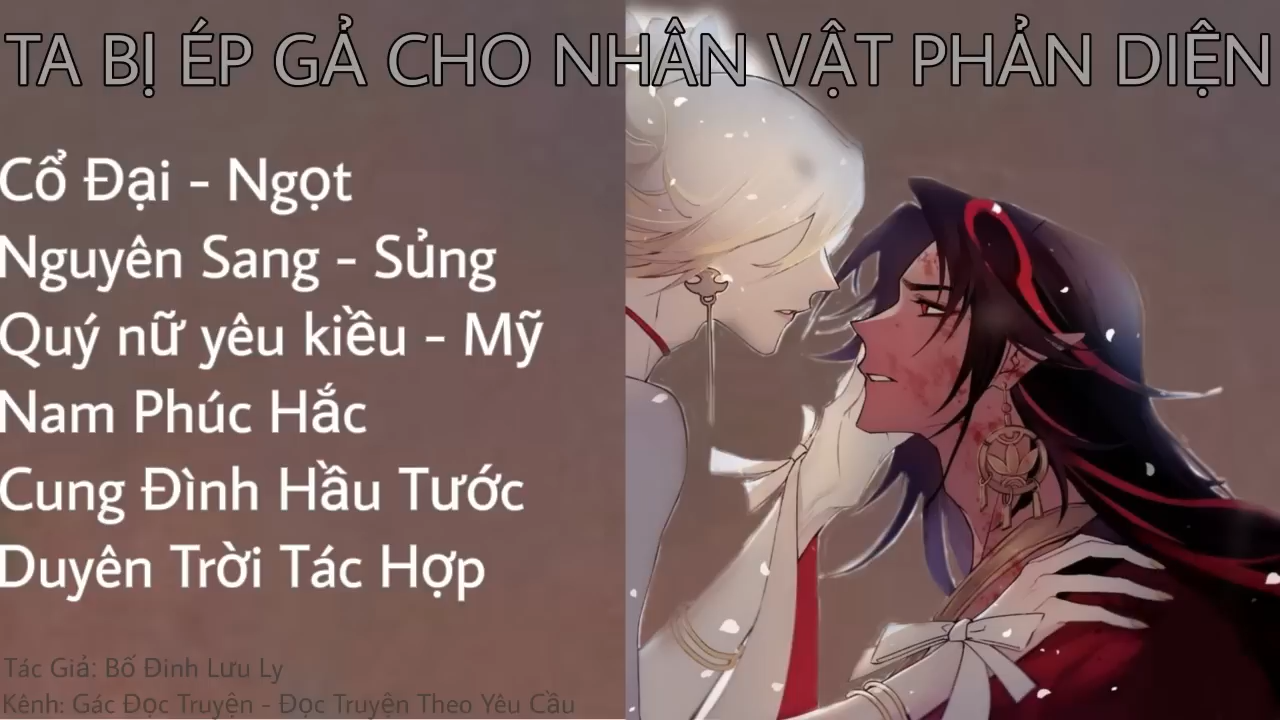 TA BỊ ÉP GẢ CHO NHÂN VẬT PHẢN DIỆN
Cổ Đại - Ngọt
Nguyên Sang - Sủng
Quý nữ yêu kiều - Mỹ
Nam Phúc Hắc
Cung Đình Hầu Tước
Duyên Trời Tác Hợp
Tác Giả: Bố Đinh Lưu Ly
Kênh: Gác Đọc Truyện - Đọc Truyện Theo Yêu Cầu